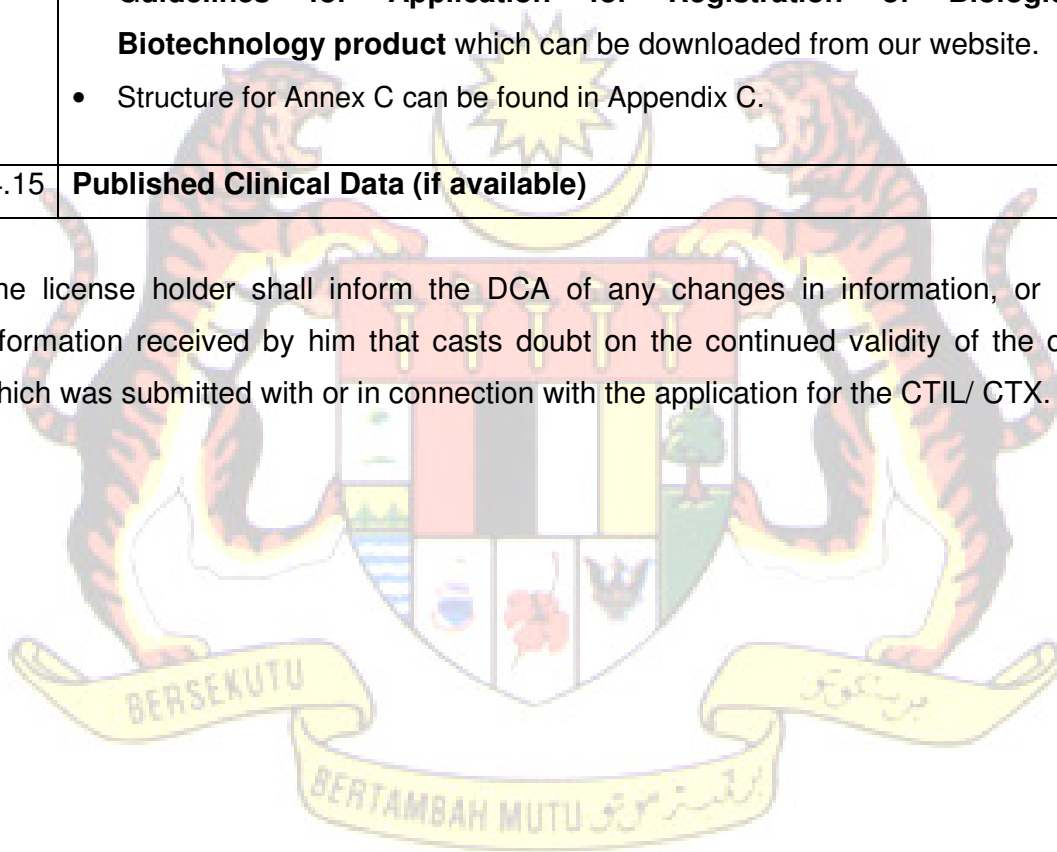 Guidelines for Application for Registration of
Biotechnology product which can be downloaded from our website.
• Structure for Annex C can be found in Appendix C.
.15 Published Clinical Data (if available)
he license holder shall inform the DCA of any changes in information, or
formation received by him that casts doubt on the continued validity of the
hich was submitted with or in connection with the application for the CTIL/ CTX.
BERSEKUTU برسكوتو
BERTAMBAH MUTU برتمبه موتو